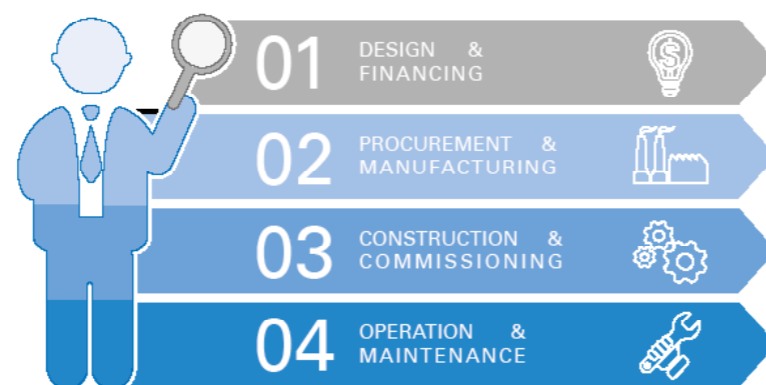 01
DESIGN &
FINANCING
$
02
PROCUREMENT &
MANUFACTURING
03
CONSTRUCTION &
COMMISSIONING
04
OPERATION &
MAINTENANCE